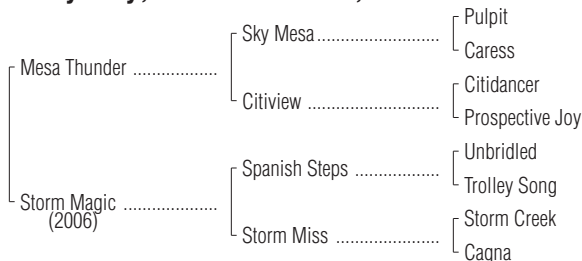 Pulpit
Sky Mesa....................
Caress
Mesa Thunder ..................
Citidancer
Citiview ........................
Prospective Joy
Unbridled
Spanish Steps ...................
Trolley Song
Storm Magic ...................
(2006)
Storm Creek
Storm Miss ....................
Cagna